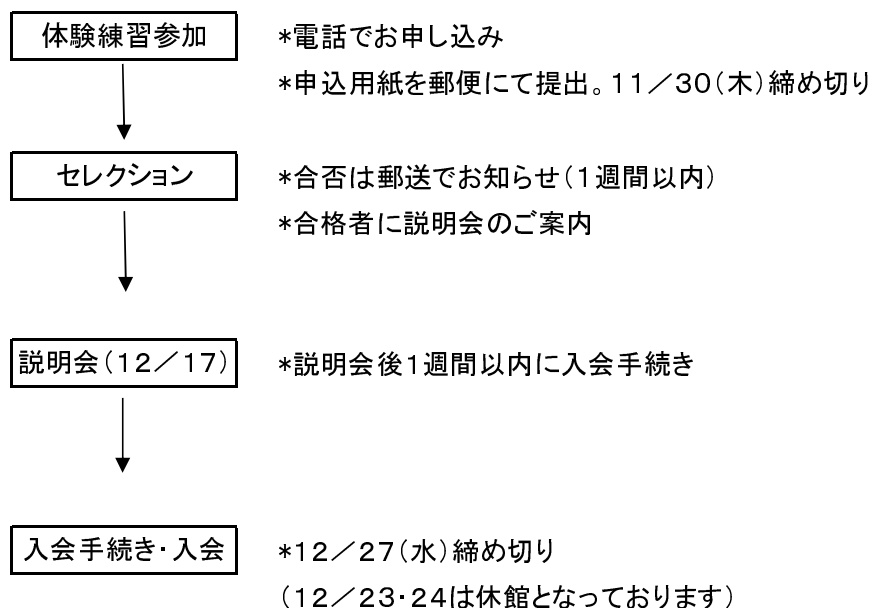 体験練習参加
*電話でお申し込み
*申込用紙を郵便にて提出。11／30(木)締め切り
セレクション
*合否は郵送でお知らせ(1週間以内)
*合格者に説明会のご案内
説明会(12／17)
*説明会後1週間以内に入会手続き
入会手続き・入会
*12／27(水)締め切り
(12／23・24は休館となっております)